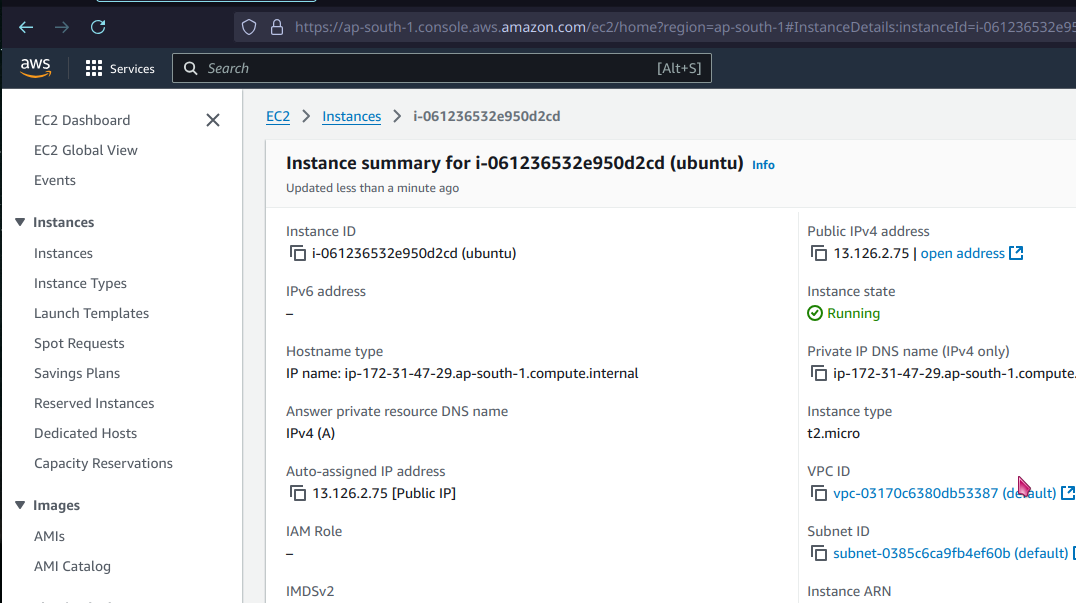 https://ap-south-1.console.aws.amazon.com/ec2/home?region=ap-south-1#InstanceDetails:instanceId=i-061236532e95
aws
Services
Search
[Alt+S]
EC2 Dashboard
EC2 Global View
Events
Instances
Instances
Instance Types
Launch Templates
Spot Requests
Savings Plans
Reserved Instances
Dedicated Hosts
Capacity Reservations
Images
AMIs
AMI Catalog
EC2 > Instances > i-061236532e950d2cd
Instance summary for i-061236532e950d2cd (ubuntu) Info
Updated less than a minute ago
Instance ID
i-061236532e950d2cd (ubuntu)
IPv6 address
–
Hostname type
IP name: ip-172-31-47-29.ap-south-1.compute.internal
Answer private resource DNS name
IPv4 (A)
Auto-assigned IP address
13.126.2.75 [Public IP]
IAM Role
–
IMDSv2
Public IPv4 address
13.126.2.75 | open address
Instance state
Running
Private IP DNS name (IPv4 only)
ip-172-31-47-29.ap-south-1.compute.
Instance type
t2.micro
VPC ID
vpc-03170c6380db53387 (default)
Subnet ID
subnet-0385c6ca9fb4ef60b (default)
Instance ARN